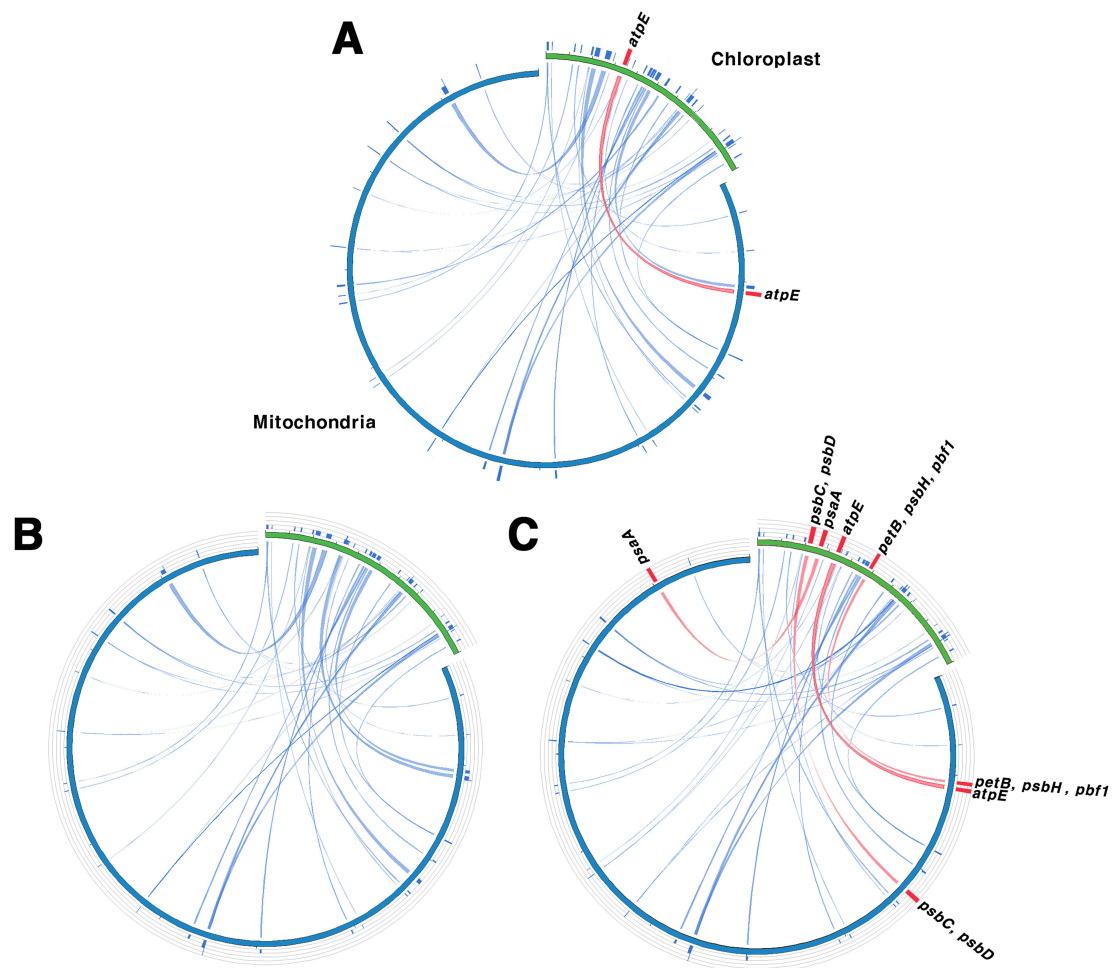 A
atpE
Chloroplast
atpE
Mitochondria
B
C
psaA
psbC, psbD
psaA
atpE
petB, psbH, pbf1
petB, psbH , pbf1
atpE
psbC, psbD